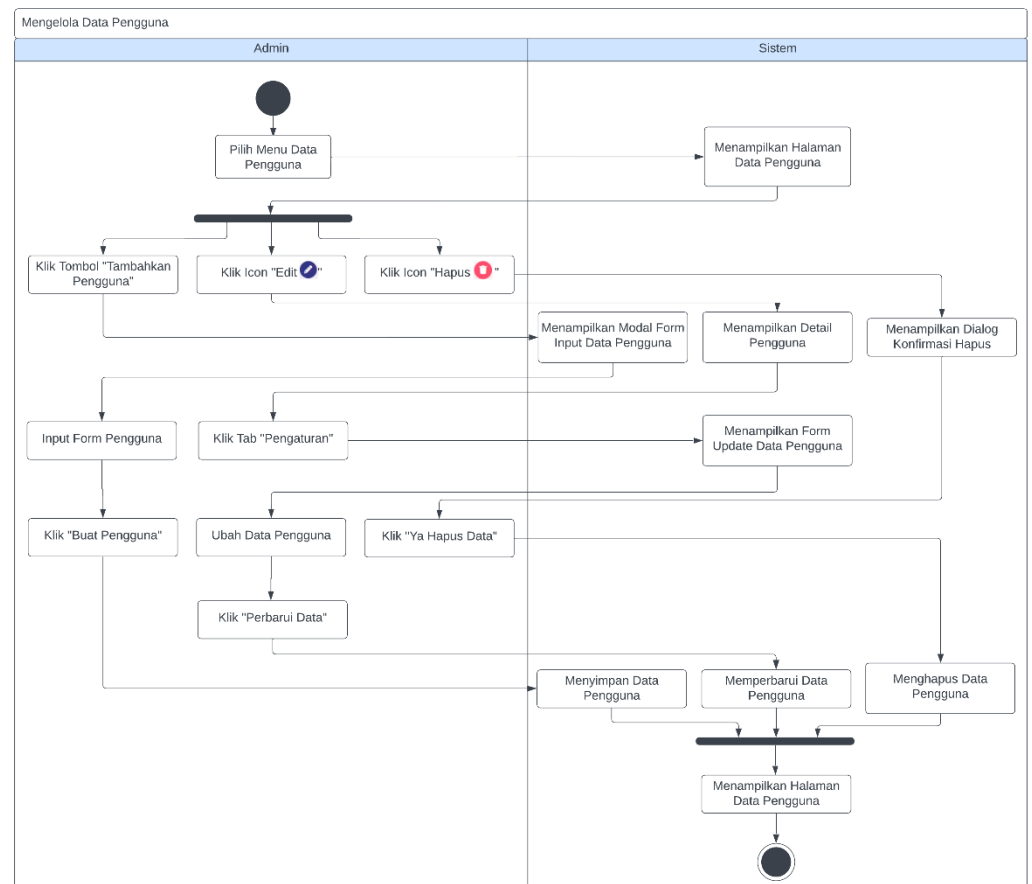 Mengelola Data Pengguna
Admin
Sistem
Pilih Menu Data
Pengguna
Menampilkan Halaman
Data Pengguna
Klik Tombol "Tambahkan
Pengguna"
Klik Icon "Edit "
Klik Icon "Hapus "
Menampilkan Modal Form
Input Data Pengguna
Menampilkan Detail
Pengguna
Menampilkan Dialog
Konfirmasi Hapus
Input Form Pengguna
Klik Tab "Pengaturan"
Menampilkan Form
Update Data Pengguna
Klik "Buat Pengguna"
Ubah Data Pengguna
Klik "Ya Hapus Data"
Klik "Perbarui Data"
Menyimpan Data
Pengguna
Memperbarui Data
Pengguna
Menghapus Data
Pengguna
Menampilkan Halaman
Data Pengguna